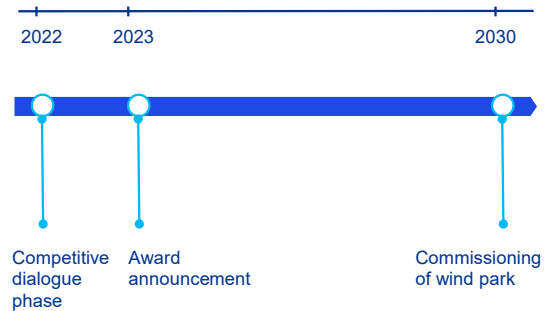 2022
2023
2030
Competitive
dialogue
phase
Award
announcement
Commissioning
of wind park